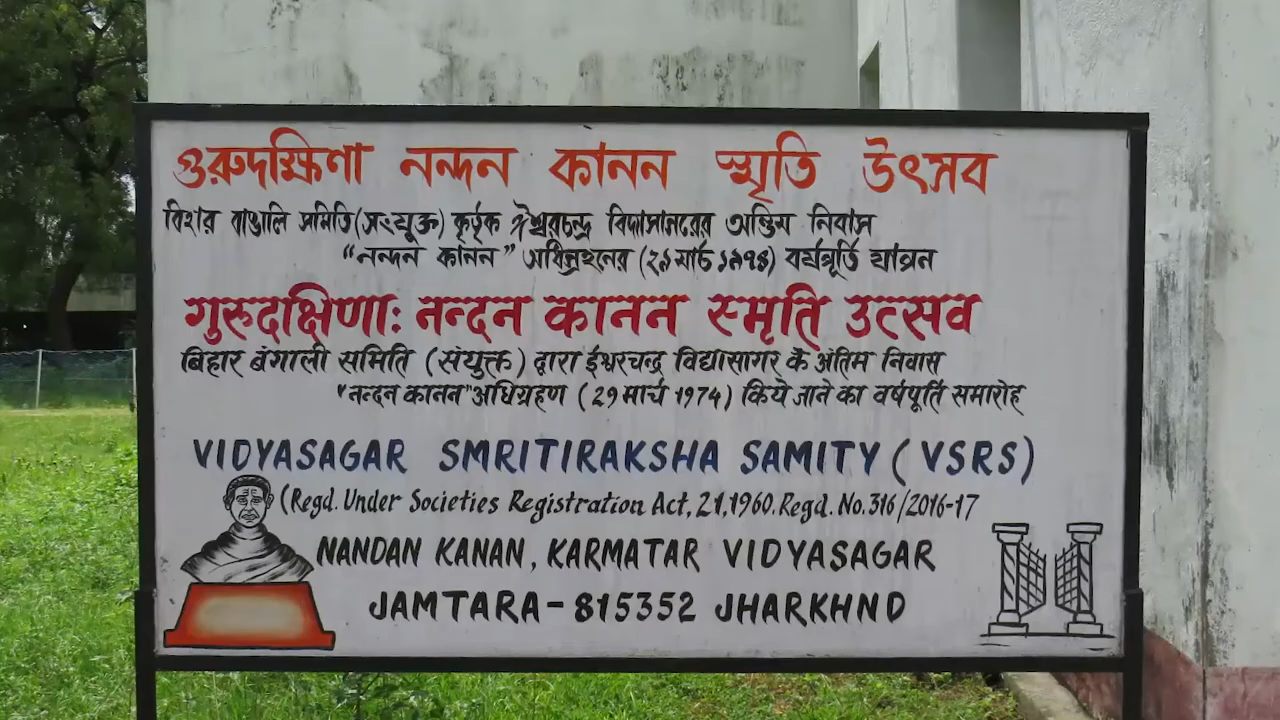 গুরুদক্ষিণা নন্দন কানন স্মৃতি উৎসব
বিহার বাঙালি সমিতি(সংযুক্ত) কৃর্তৃক ঈশ্বরচন্দ্র বিদ্যাসাগরের অন্তিম নিবাস
“নন্দন কানন” অধিগ্রহনের (২৯ মার্চ ১৯৭৪) বর্ষপূর্তি যাপন
गुरुदक्षिणाः नन्दन कानन स्मृति उत्सव
बिहार बंगाली समिति (संयुक्त) द्वारा ईश्वरचन्द्र विद्यासागर के अंतिम निवास
"नन्दन कानन" अधिग्रहण (29 मार्च 1974) किये जाने का वर्षपूर्ति समारोह
VIDYASAGAR SMRITIRAKSHA SAMITY (VSRS)
(Regd. Under Societies Registration Act, 21,1960. Regd. No. 316/2016-17
NANDAN KANAN, KARMATAR VIDYASAGAR
JAMTARA-815352 JHARKHND